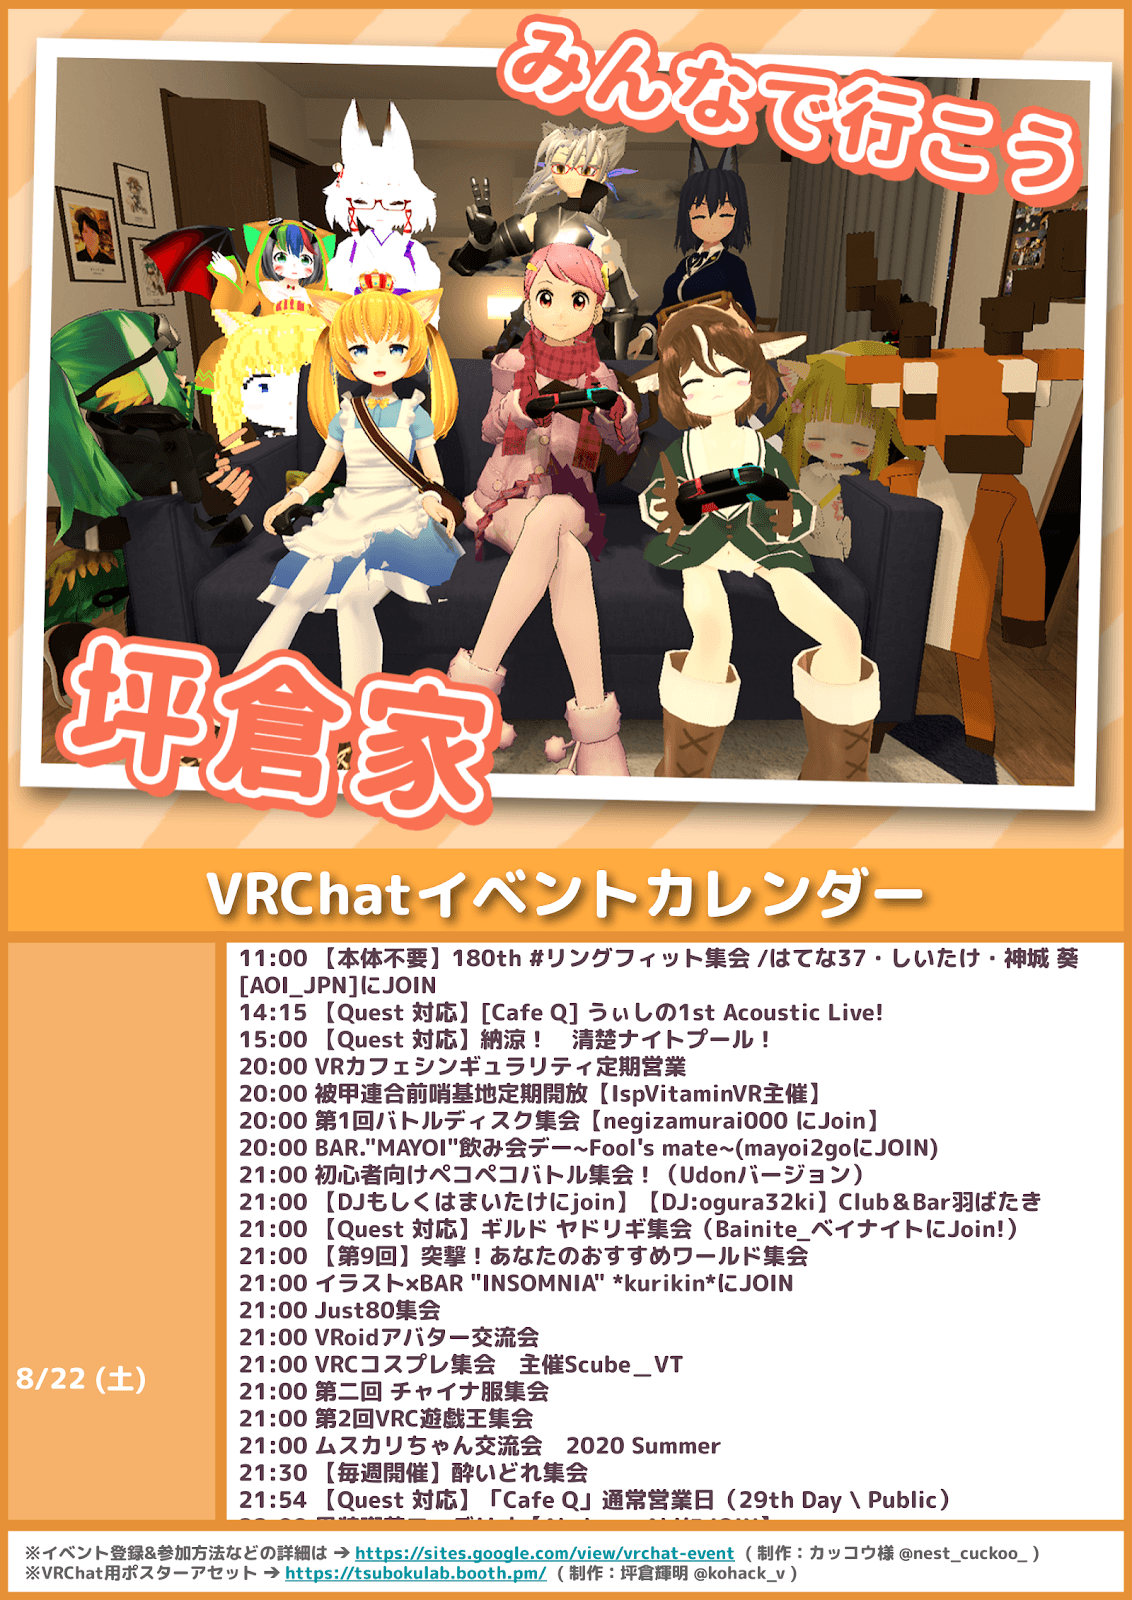 みんなで行こう
坪倉家
VRChatイベントカレンダー
8/22 (土)
11:00 【本体不要】180th #リングフィット集会 /はてな37・しいたけ・神城 葵
[AOI_JPN]にJOIN
14:15 【Quest 対応】[Cafe Q] うぃしの1st Acoustic Live!
15:00 【Quest 対応】納涼！　清楚ナイトプール！
20:00 VRカフェシンギュラリティ定期営業
20:00 被甲連合前哨基地定期開放【IspVitaminVR主催】
20:00 第1回バトルディスク集会【negizamurai000 にJoin】
20:00 BAR."MAYOI"飲み会デー~Fool's mate~(mayoi2goにJOIN)
21:00 初心者向けペコペコバトル集会！（Udonバージョン）
21:00 【DJもしくはまいたけにjoin】【DJ:ogura32ki】Club＆Bar羽ばたき
21:00 【Quest 対応】ギルド ヤドリギ集会（Bainite_ベイナイトにJoin!）
21:00 【第9回】突撃！あなたのおすすめワールド集会
21:00 イラスト×BAR "INSOMNIA" *kurikin*にJOIN
21:00 Just80集会
21:00 VRoidアバター交流会
21:00 VRCコスプレ集会　主催Scube＿VT
21:00 第二回 チャイナ服集会
21:00 第2回VRC遊戯王集会
21:00 ムスカリちゃん交流会　2020 Summer
21:30 【毎週開催】酔いどれ集会
21:54 【Quest 対応】「Cafe Q」通常営業日（29th Day \ Public）
※イベント登録&参加方法などの詳細は ➔ https://sites.google.com/view/vrchat-event （ 制作：カッコウ様 @nest_cuckoo_ ）
※VRChat用ポスターアセット ➔ https://tsubokulab.booth.pm/ （ 制作：坪倉輝明 @kohack_v ）